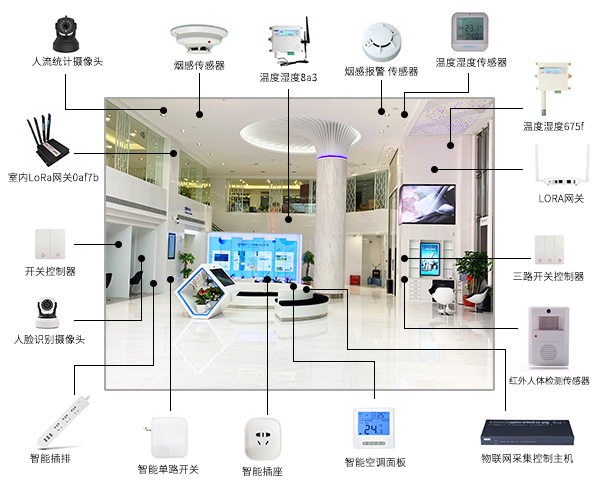 人流统计摄像头
烟感传感器
温度湿度8a3
烟感报警 传感器
温度湿度传感器
温度湿度675f
室内LoRa网关0af7b
LORA网关
开关控制器
三路开关控制器
人脸识别摄像头
红外人体检测传感器
智能插排
智能单路开关
智能插座
智能空调面板
物联网采集控制主机